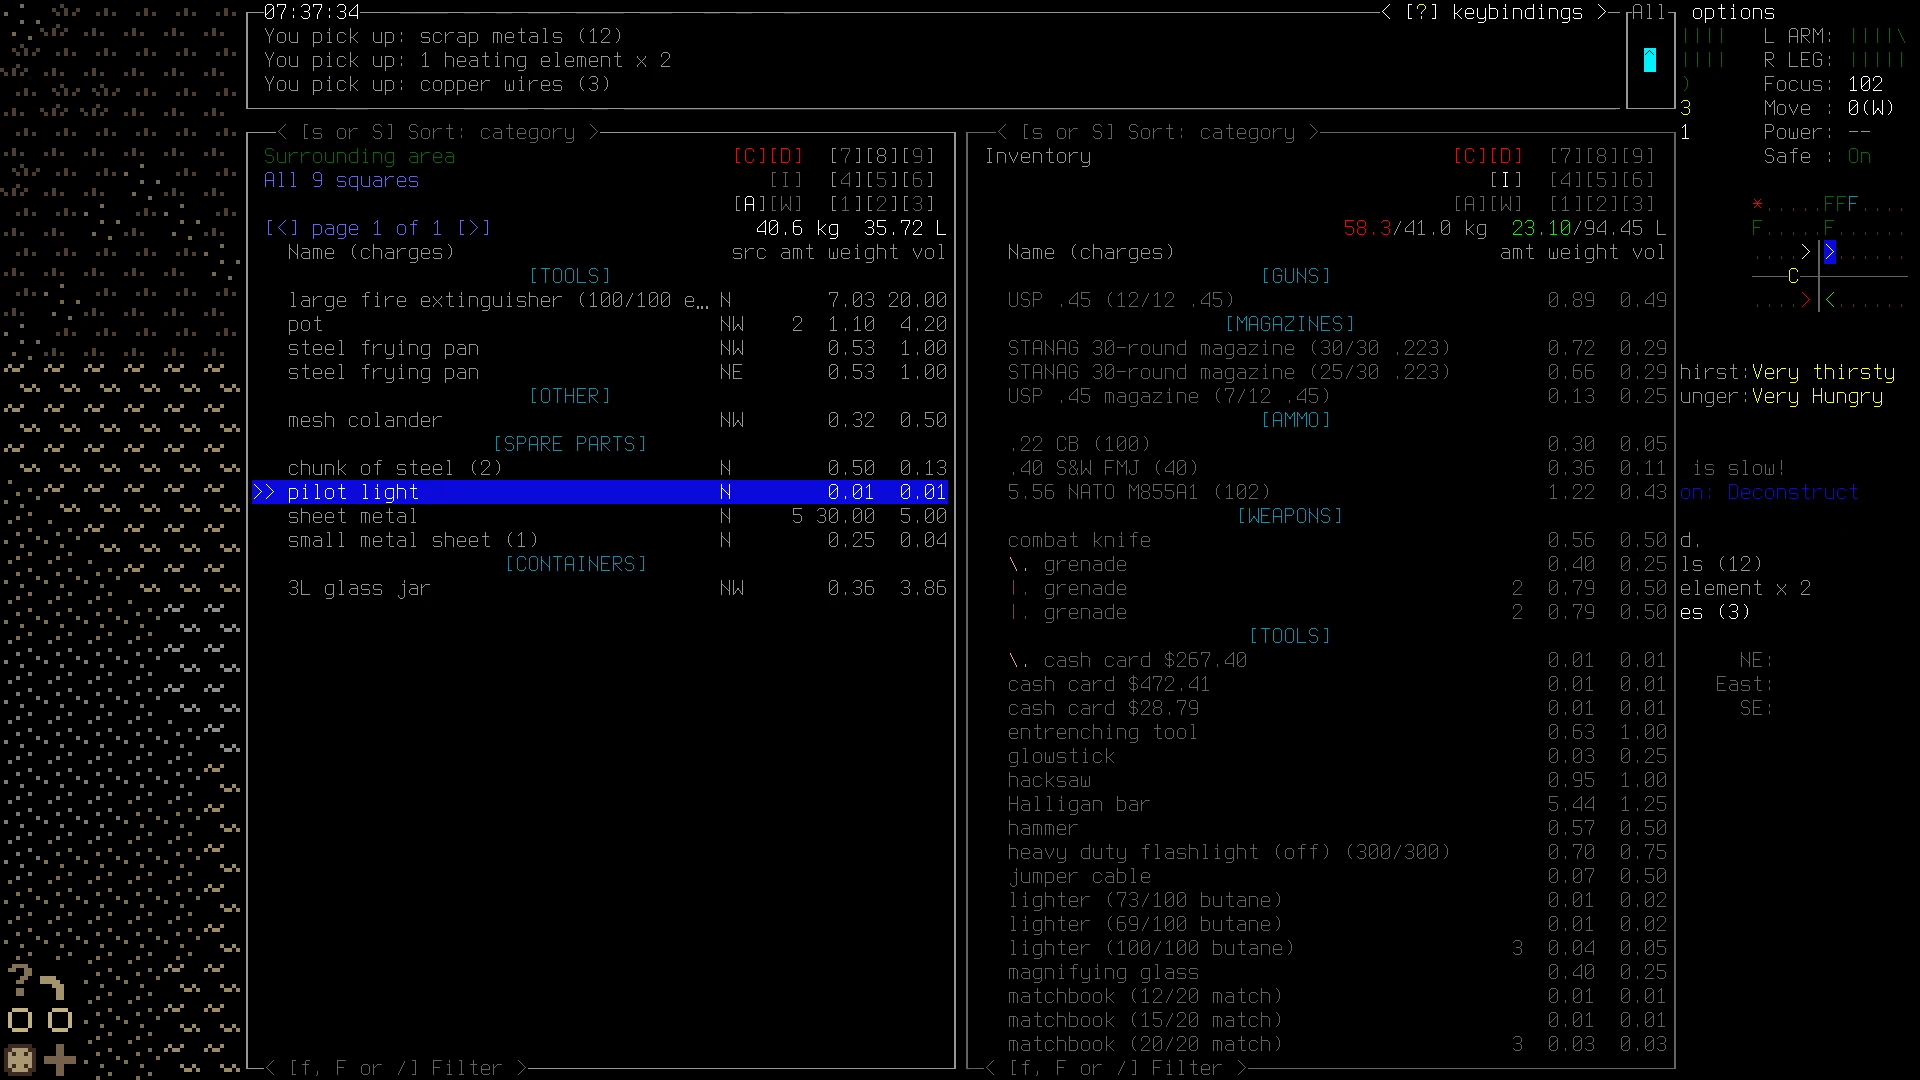 07:37:34 < [?] keybindings > All options
You pick up: scrap metals (12)
You pick up: 1 heating element x 2
You pick up: copper wires (3)
L ARM: ||||\
R LEG: |||||
Focus: 102
Move : 0(W)
Power: --
Safe : On
< [s or S] Sort: category >
Surrounding area [C][D] [7][8][9]
All 9 squares [I] [4][5][6]
[A][W] [1][2][3]
[<] page 1 of 1 [>] 40.6 kg 35.72 L
Name (charges) src amt weight vol
[TOOLS]
large fire extinguisher (100/100 e… N 7.03 20.00
pot NW 2 1.10 4.20
steel frying pan NW 0.53 1.00
steel frying pan NE 0.53 1.00
[OTHER]
mesh colander NW 0.32 0.50
[SPARE PARTS]
chunk of steel (2) N 0.50 0.13
>> pilot light N 0.01 0.01
sheet metal N 5 30.00 5.00
small metal sheet (1) N 0.25 0.04
[CONTAINERS]
3L glass jar NW 0.36 3.86
< [f, F or /] Filter >
< [s or S] Sort: category >
Inventory [C][D] [7][8][9]
[I] [4][5][6]
[A][W] [1][2][3]
58.3/41.0 kg 23.10/94.45 L
Name (charges) amt weight vol
[GUNS]
USP .45 (12/12 .45) 0.89 0.49
[MAGAZINES]
STANAG 30-round magazine (30/30 .223) 0.72 0.29
STANAG 30-round magazine (25/30 .223) 0.66 0.29
USP .45 magazine (7/12 .45) 0.13 0.25
[AMMO]
.22 CB (100) 0.30 0.05
.40 S&W FMJ (40) 0.36 0.11
5.56 NATO M855A1 (102) 1.22 0.43
[WEAPONS]
combat knife 0.56 0.50
\. grenade 0.40 0.25
|. grenade 2 0.79 0.50
|. grenade 2 0.79 0.50
[TOOLS]
\. cash card $267.40 0.01 0.01
cash card $472.41 0.01 0.01
cash card $28.79 0.01 0.01
entrenching tool 0.63 1.00
glowstick 0.03 0.25
hacksaw 0.95 1.00
Halligan bar 5.44 1.25
hammer 0.57 0.50
heavy duty flashlight (off) (300/300) 0.70 0.75
jumper cable 0.07 0.50
lighter (73/100 butane) 0.01 0.02
lighter (69/100 butane) 0.01 0.02
lighter (100/100 butane) 3 0.04 0.05
magnifying glass 0.40 0.25
matchbook (12/20 match) 0.01 0.01
matchbook (15/20 match) 0.01 0.01
matchbook (20/20 match) 3 0.03 0.03
< [f, F or /] Filter >
)
3
1
*.....FFF....
F.....F......
....>|>......
C
....>|<......
hirst:Very thirsty
unger:Very Hungry
is slow!
on: Deconstruct
d.
ls (12)
element x 2
es (3)
NE:
East:
SE: